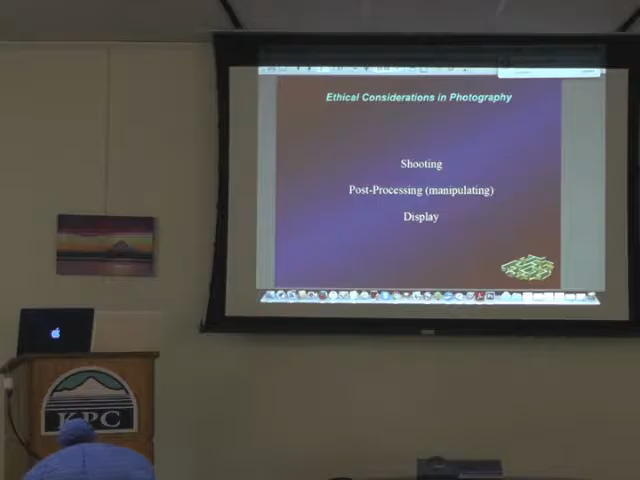 Ethical Considerations in Photography
Shooting
Post-Processing (manipulating)
Display
KPC